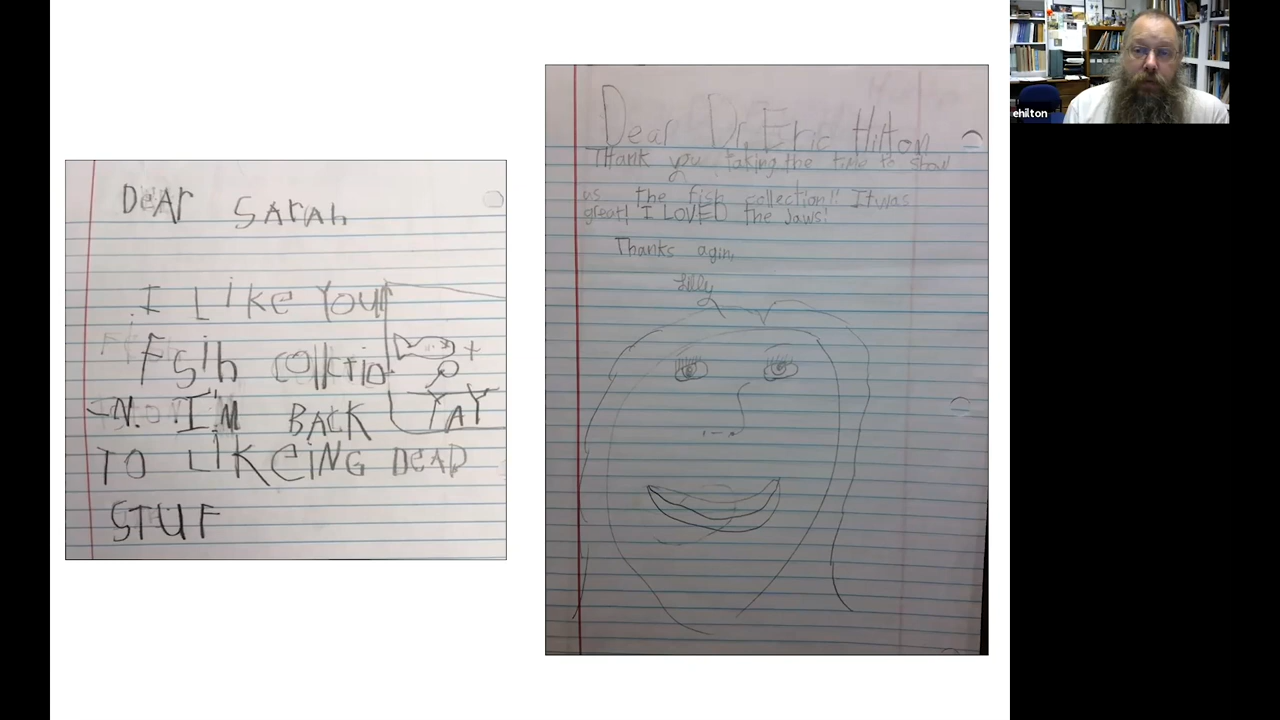 DeAr SArAh
I Like Your
Fsih collctio
-N. I'M BACK
TO LIKeiNG DEAD
STUF
+
YAY
Dear Dr. Eric Hilton
Thank you taking the time to show
us the fish collection!! It was
great! I LOVED the Jaws!
Thanks agin,
Lilly
ehilton